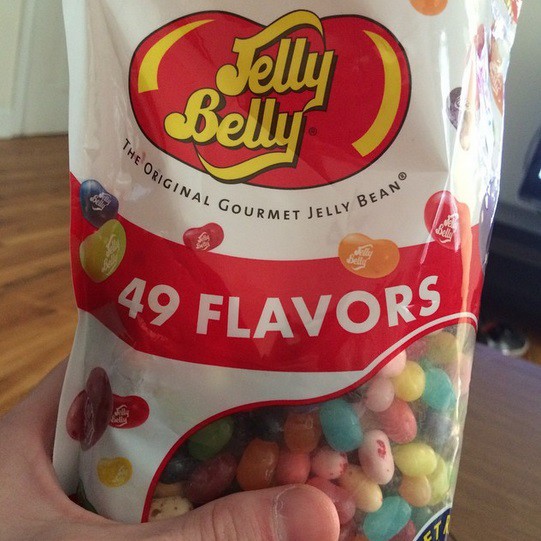 Jelly
Belly®
THE ORIGINAL GOURMET JELLY BEAN®
49 FLAVORS